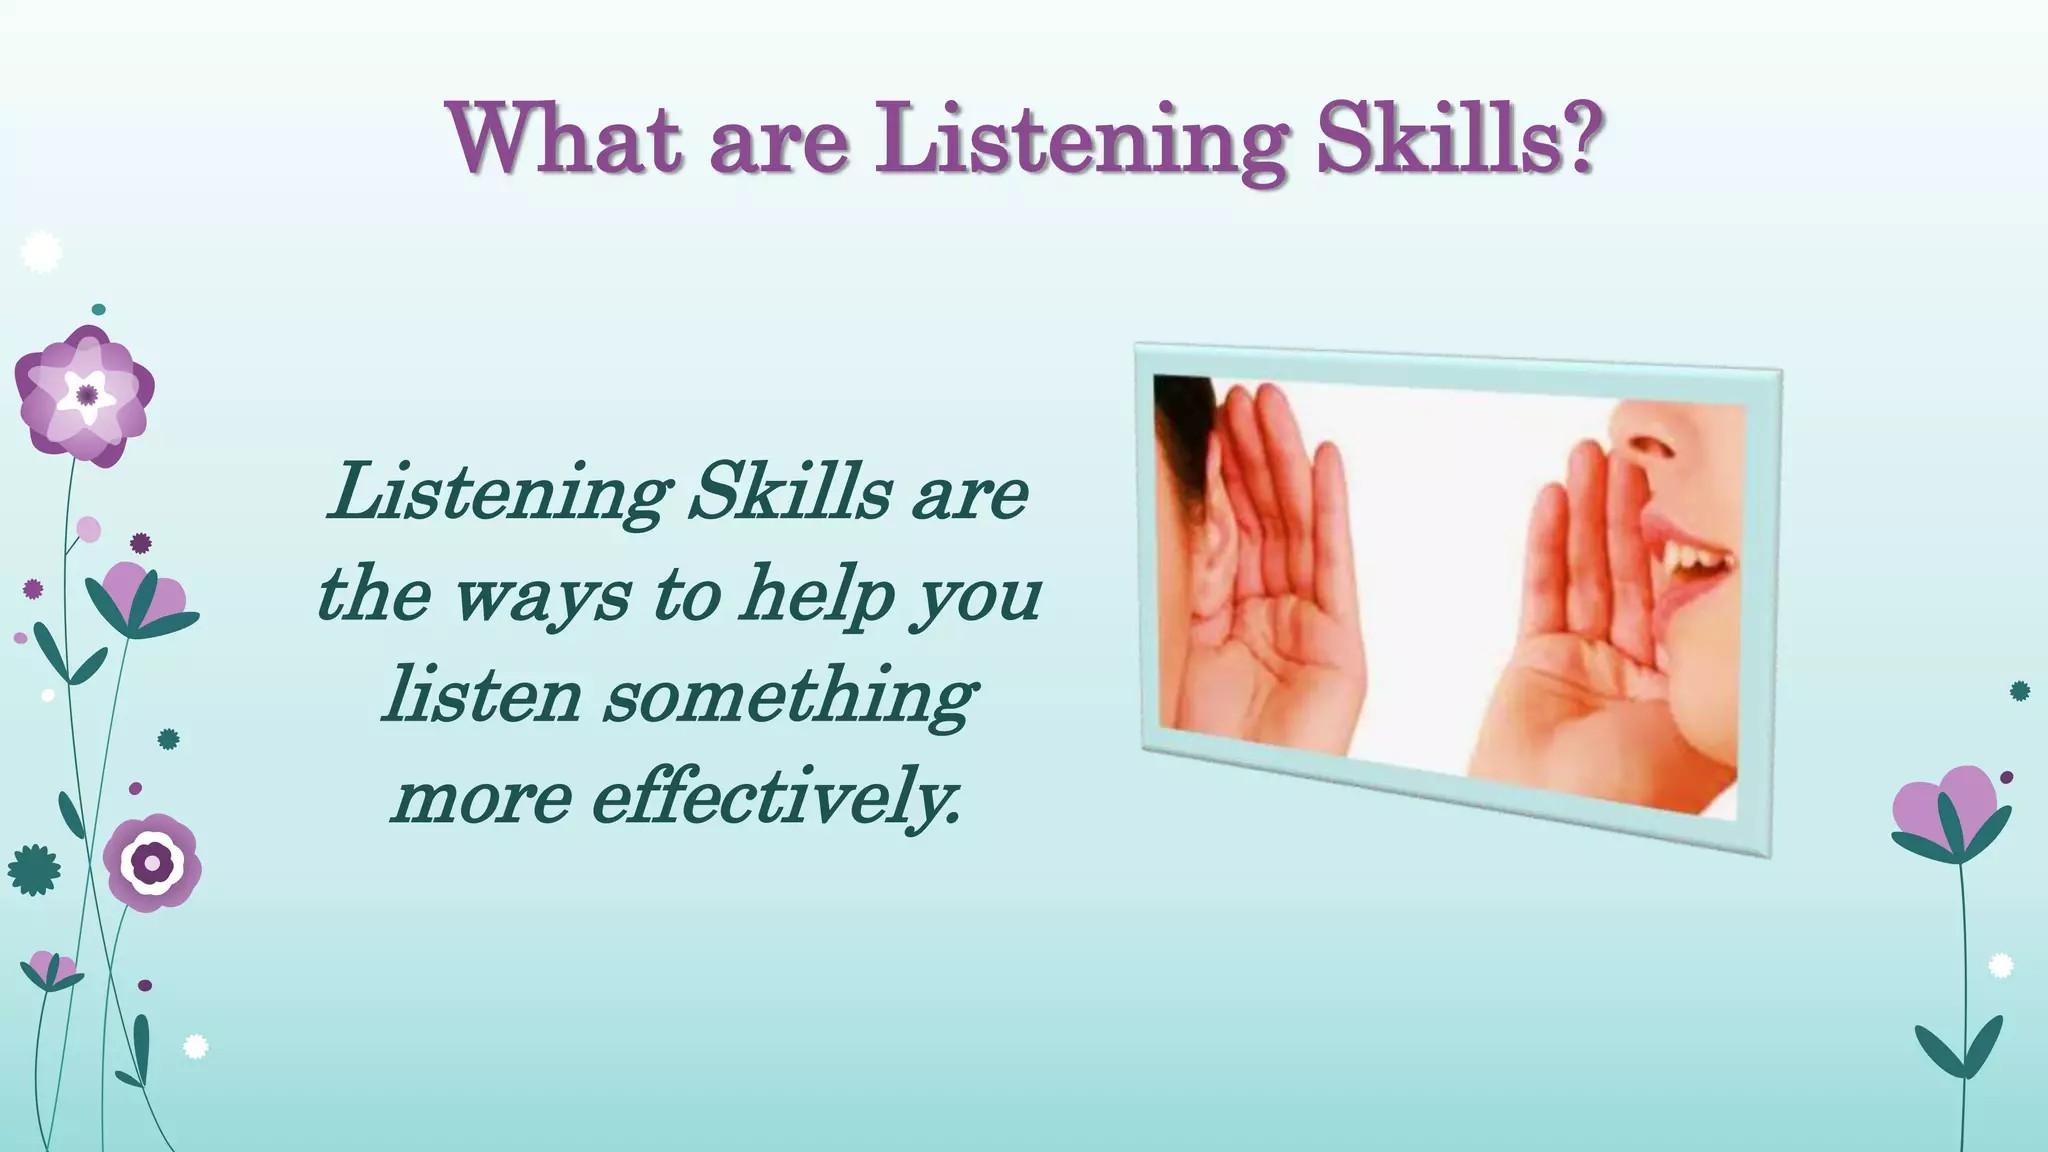 What are Listening Skills?
Listening Skills are
the ways to help you
listen something
more effectively.